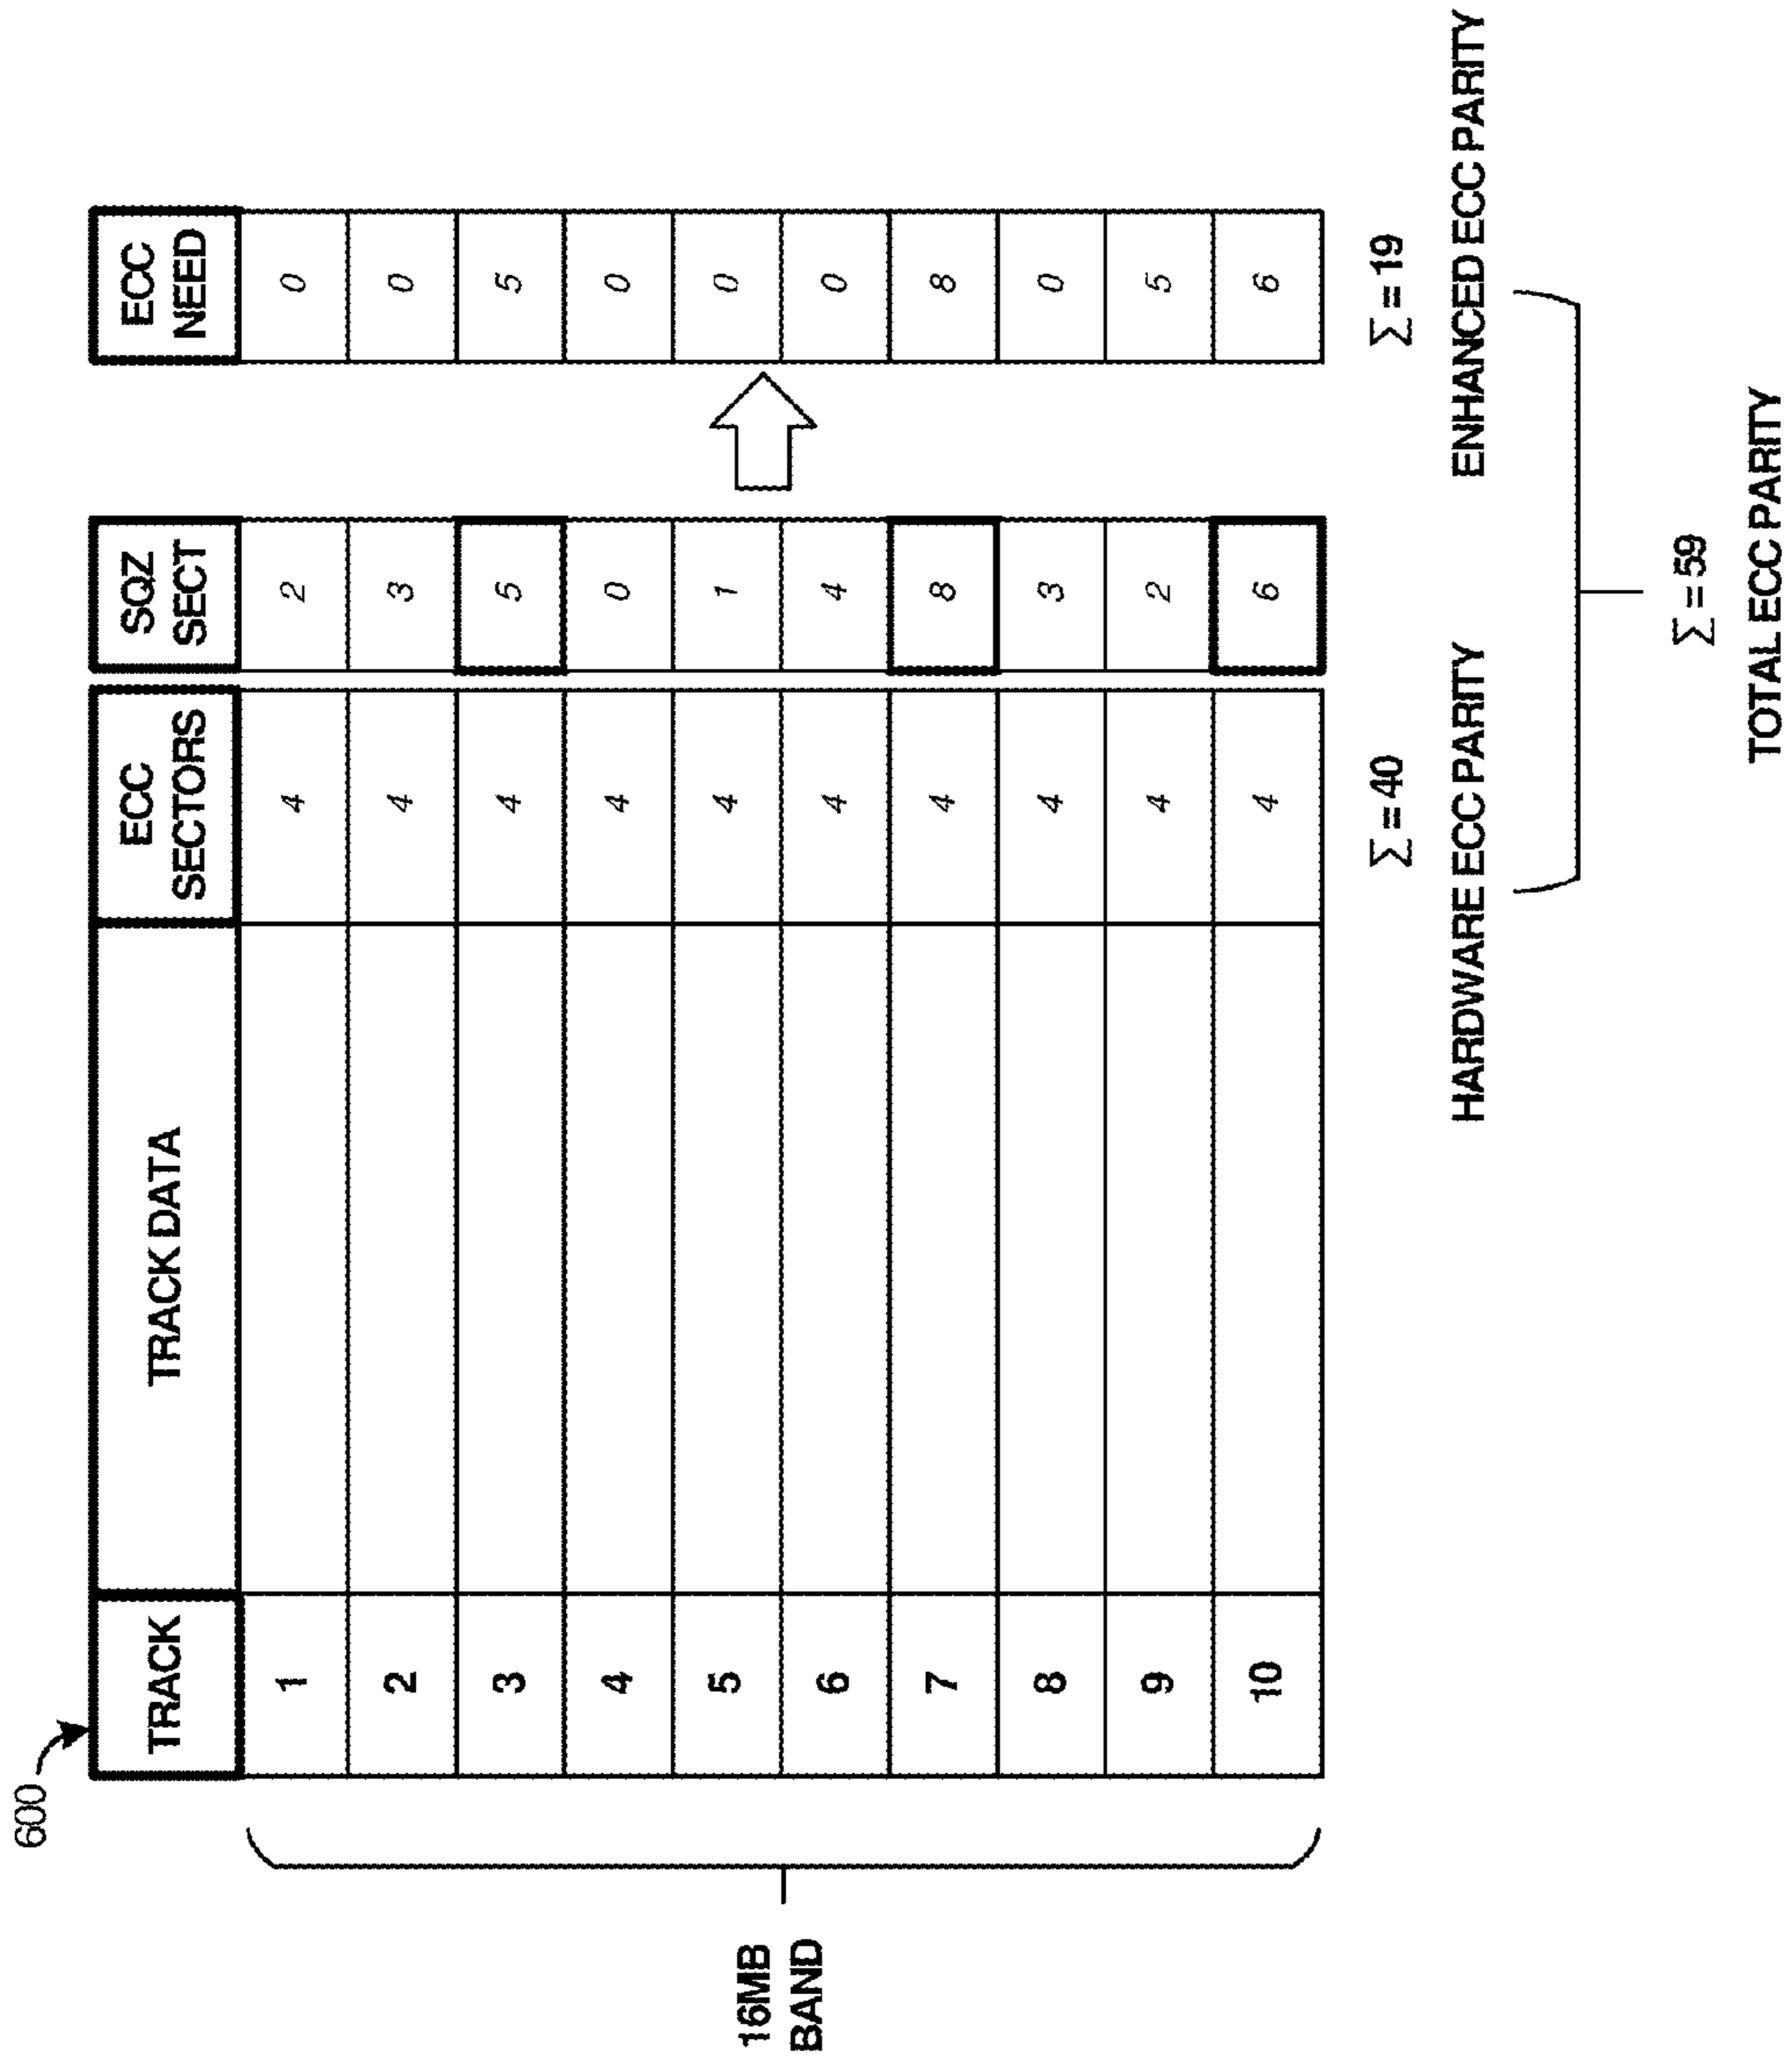 600
TRACK TRACK DATA ECC SECTORS SQZ SECT ECC NEED
1 4 2 0
2 4 3 0
3 4 5 5
4 4 0 0
5 4 1 0
6 4 4 0
7 4 8 8
8 4 3 0
9 4 2 5
10 4 6 6
16MB
BAND
∑ = 40 ∑ = 19
HARDWARE ECC PARITY ENHANCED ECC PARITY
∑ = 59
TOTAL ECC PARITY